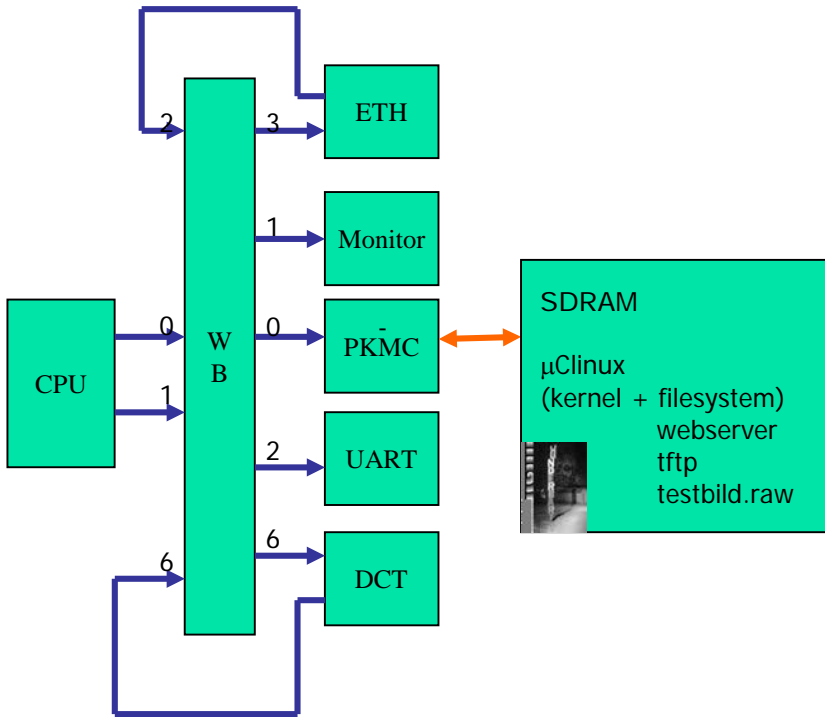 ETH
2
3
1
Monitor
SDRAM
W
B
0
0
-
PKMC
CPU
µClinux
(kernel + filesystem)
1
webserver
2
UART
tftp
testbild.raw
6
6
DCT